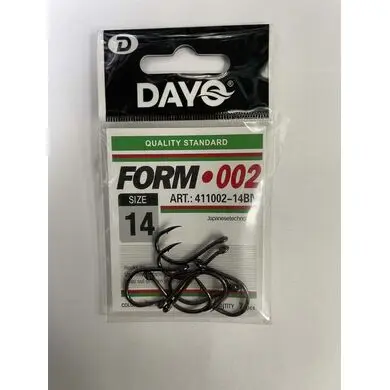 D
DAYO®
QUALITY STANDARD
FORM•002
SIZE
14
ART.: 411002-14BN
Japanesetechno